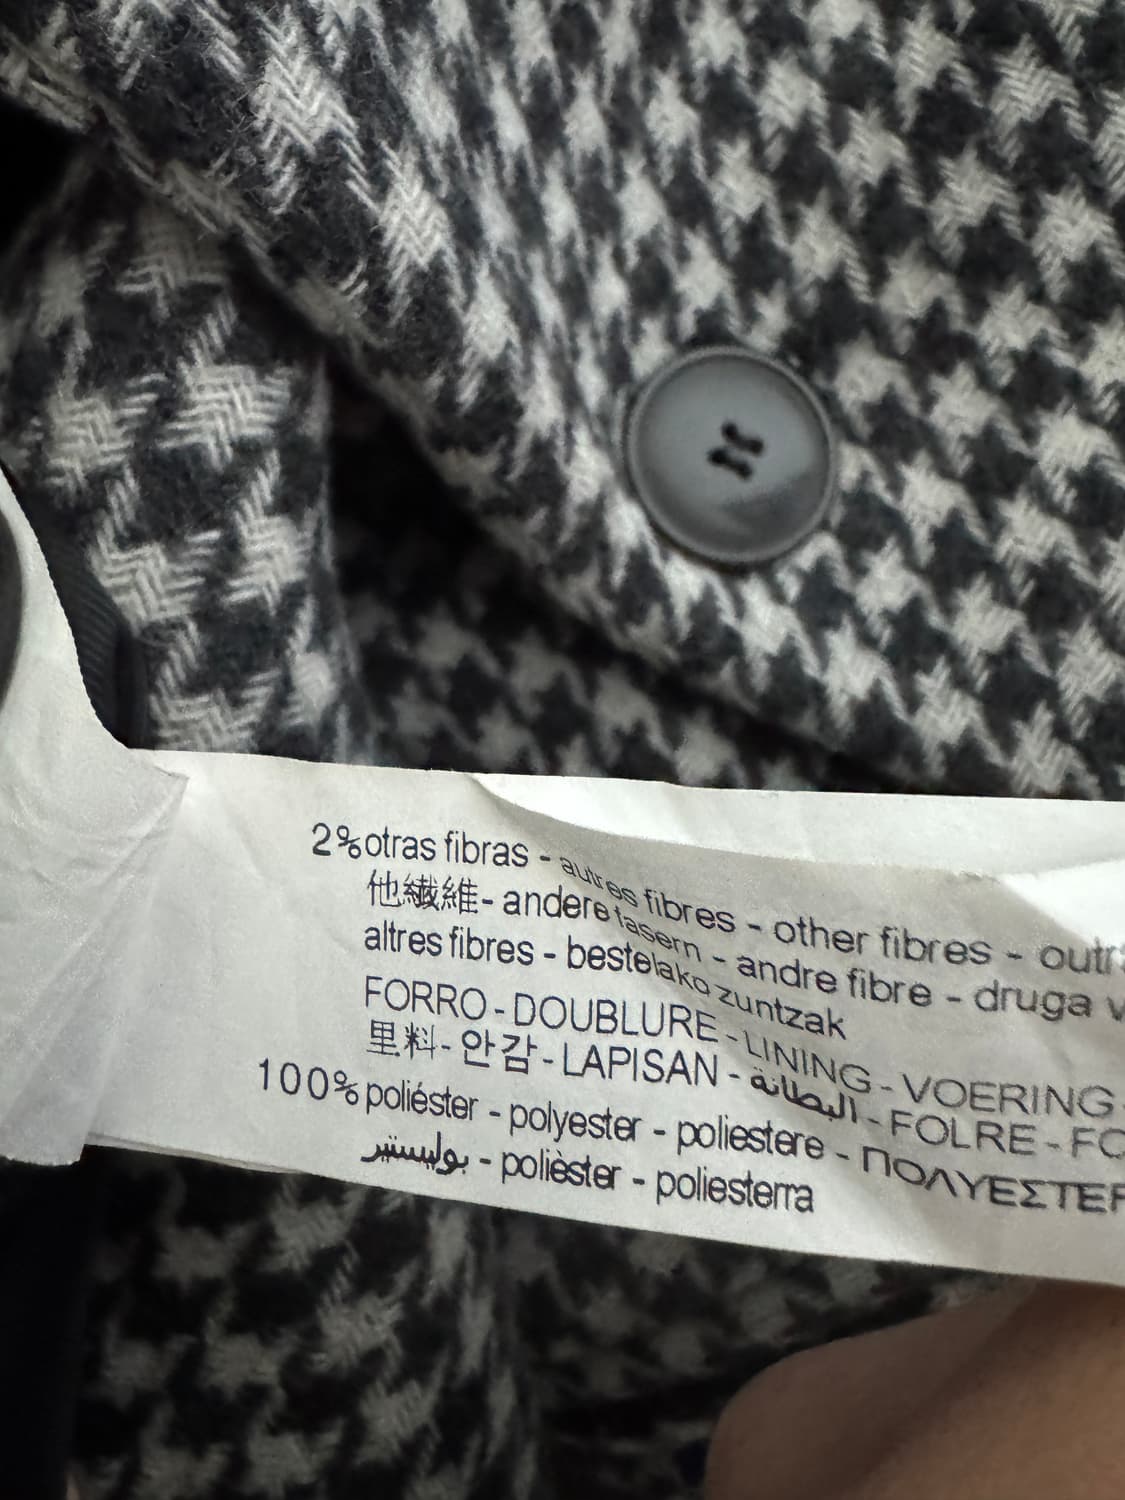 2% otras fibras - autres fibres - other fibres - outr
他繊維 - andere fasern - andre fibre - druga v
altres fibres - bestelako zuntzak
FORRO - DOUBLURE - LINING - VOERING
里料 - 안감 - LAPISAN - البطانة - FOLRE - FO
100% poliéster - polyester - poliestere - ΠΟΛΥΕΣΤΕΡ
بوليستير - polièster - poliesterra